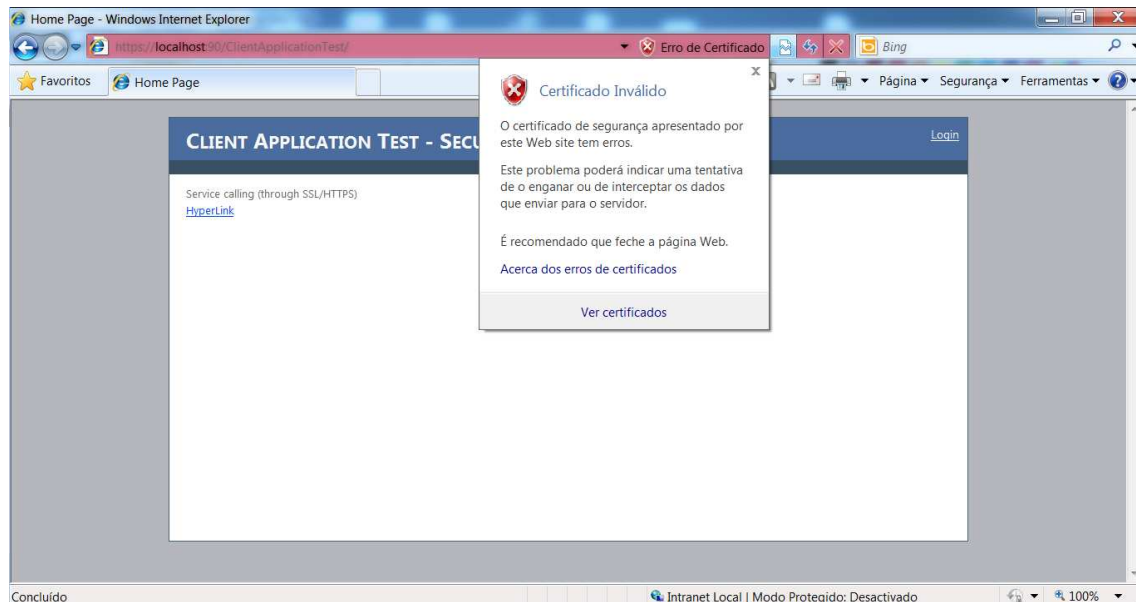 Home Page - Windows Internet Explorer
https://localhost:90/ClientApplicationTest/
Erro de Certificado
Bing
Favoritos
Home Page
Página
Segurança
Ferramentas
Certificado Inválido
x
O certificado de segurança apresentado por
este Web site tem erros.
Este problema poderá indicar uma tentativa
de o enganar ou de interceptar os dados
que enviar para o servidor.
É recomendado que feche a página Web.
Acerca dos erros de certificados
Ver certificados
CLIENT APPLICATION TEST - SECU
Login
Service calling (through SSL/HTTPS)
HyperLink
Concluído
Intranet Local | Modo Protegido: Desactivado
100%